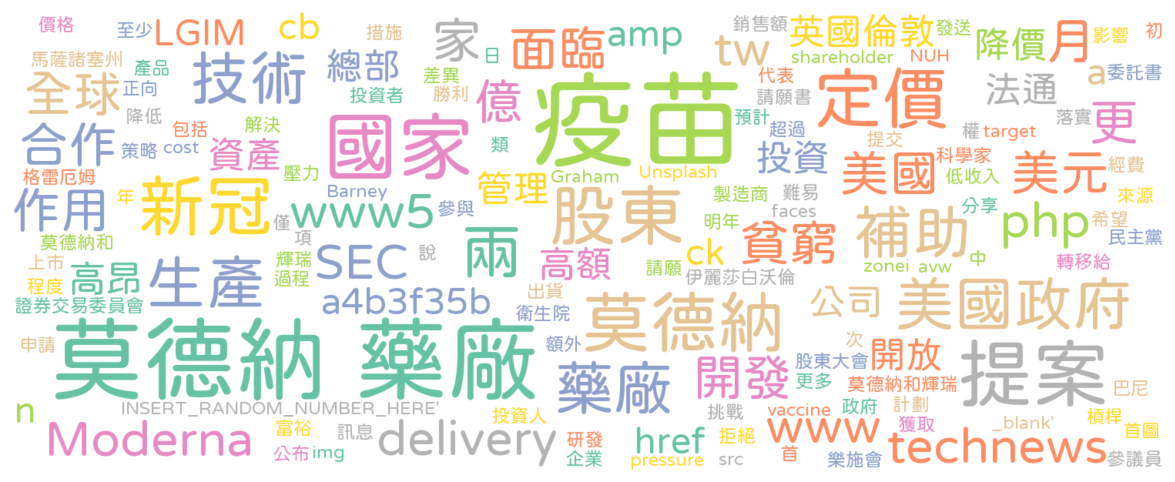 價格
至少
LGIM
cb
措施
家
日
面臨
amp
銷售額
tw
英國倫敦
發送
shareholder
NUH
降價
月
影響
初
馬薩諸塞州
產品
全球
正向
技術
總部
差異
投資者
勝利
億
疫苗
代表
請願書
定價
a
委託書
法通
降低
合作
包括
解決
策略
cost
資產
國家
類
預計
超過
投資
提交
權
target
落實
更
格雷厄姆
壓力
Graham
Unsplash
美國
科學家
低收入
美元
經費
年
新冠
Barney
管理
製造商
難易
來源
作用
僅
www5
參與
股東
明年
faces
貧窮
補助
分享
php
希望
民主黨
莫德納和
項
上市
高昂
輝瑞
過程
SEC
說
兩
高額
ck
請願
伊麗莎白沃倫
zonei
avw
中
轉移給
程度
生產
證券交易委員會
a4b3f35b
出貨
衛生院
莫德納
公司
美國政府
申請
莫德納 藥廠
額外
次
股東大會
開放
提案
藥廠
開發
更多
莫德納和輝瑞
巴尼
n
INSERT_RANDOM_NUMBER_HERE'
投資人
挑戰
vaccine
政府
計劃
_blank'
槓桿
Moderna
富裕
訊息
delivery
研發
href
拒絕
www
獲取
首圖
公布
img
企業
pressure
src
首
樂施會
technews
參議員